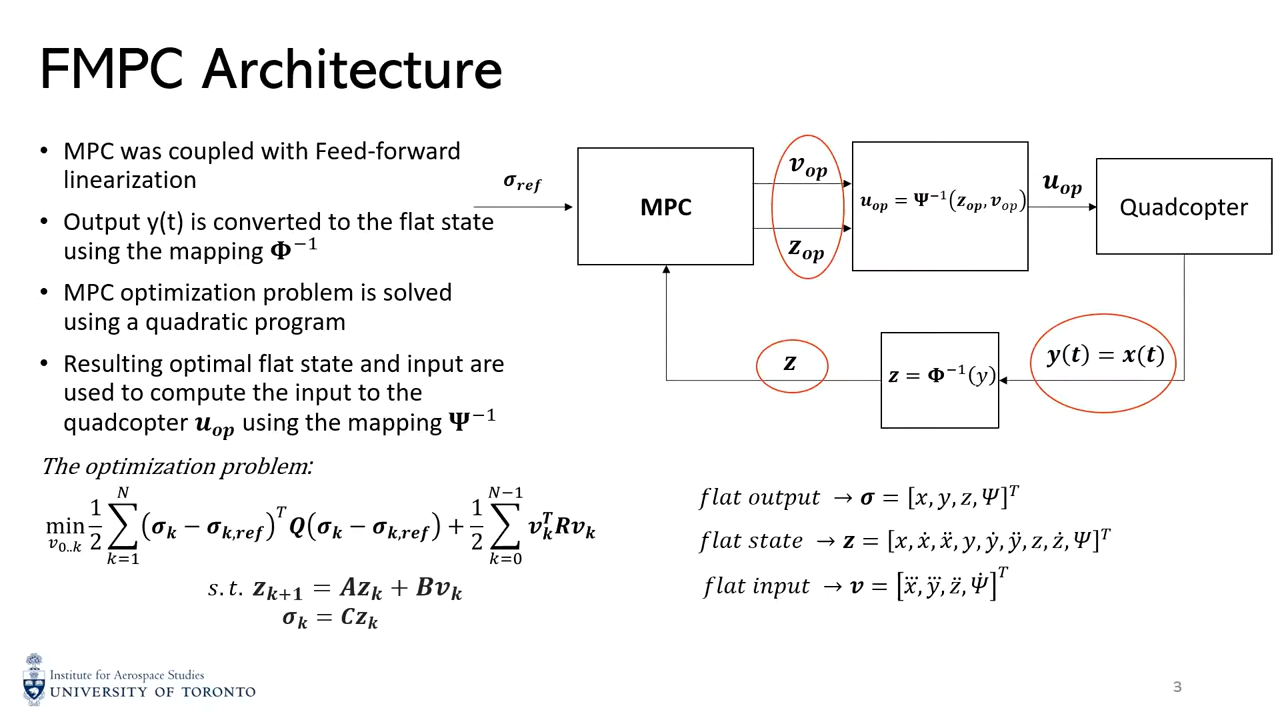 FMPC Architecture
• MPC was coupled with Feed-forward
linearization
• Output y(t) is converted to the flat state
using the mapping Φ⁻¹
• MPC optimization problem is solved
using a quadratic program
• Resulting optimal flat state and input are
used to compute the input to the
quadcopter u_op using the mapping Ψ⁻¹
The optimization problem:
min_{v_{0..k}} 1/2 ∑_{k=1}^{N} (σ_k − σ_{k,ref})^T Q(σ_k − σ_{k,ref}) + 1/2 ∑_{k=0}^{N−1} v_k^T R v_k
s.t. z_{k+1} = Az_k + Bv_k
σ_k = Cz_k
σ_ref
MPC
v_op
z_op
u_op = Ψ⁻¹(z_op, v_op)
u_op
Quadcopter
z
z = Φ⁻¹(y)
y(t) = x(t)
flat output → σ = [x, y, z, Ψ]^T
flat state → z = [x, ẋ, ẍ, y, ẏ, ÿ, z, ż, Ψ]^T
flat input → v = [x⃛, y⃛, z̈, Ψ̇]^T
Institute for Aerospace Studies
UNIVERSITY OF TORONTO
3